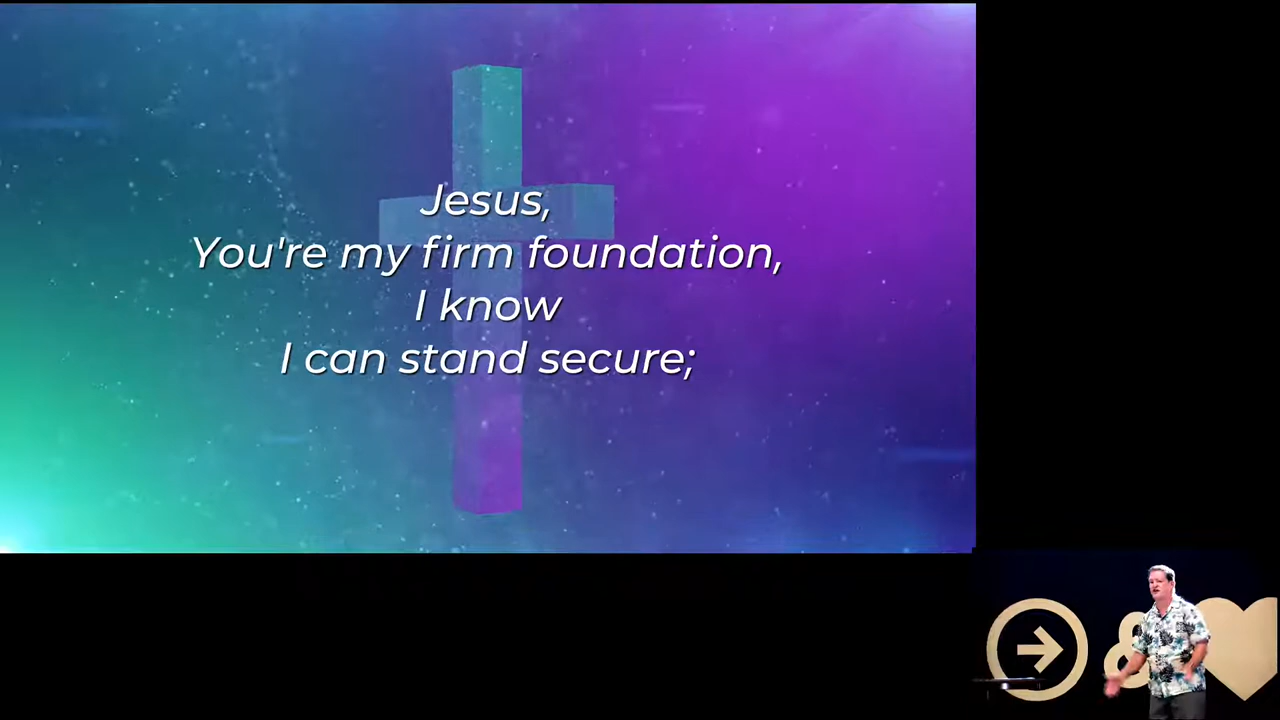 Jesus,
You're my firm foundation,
I know
I can stand secure;
&